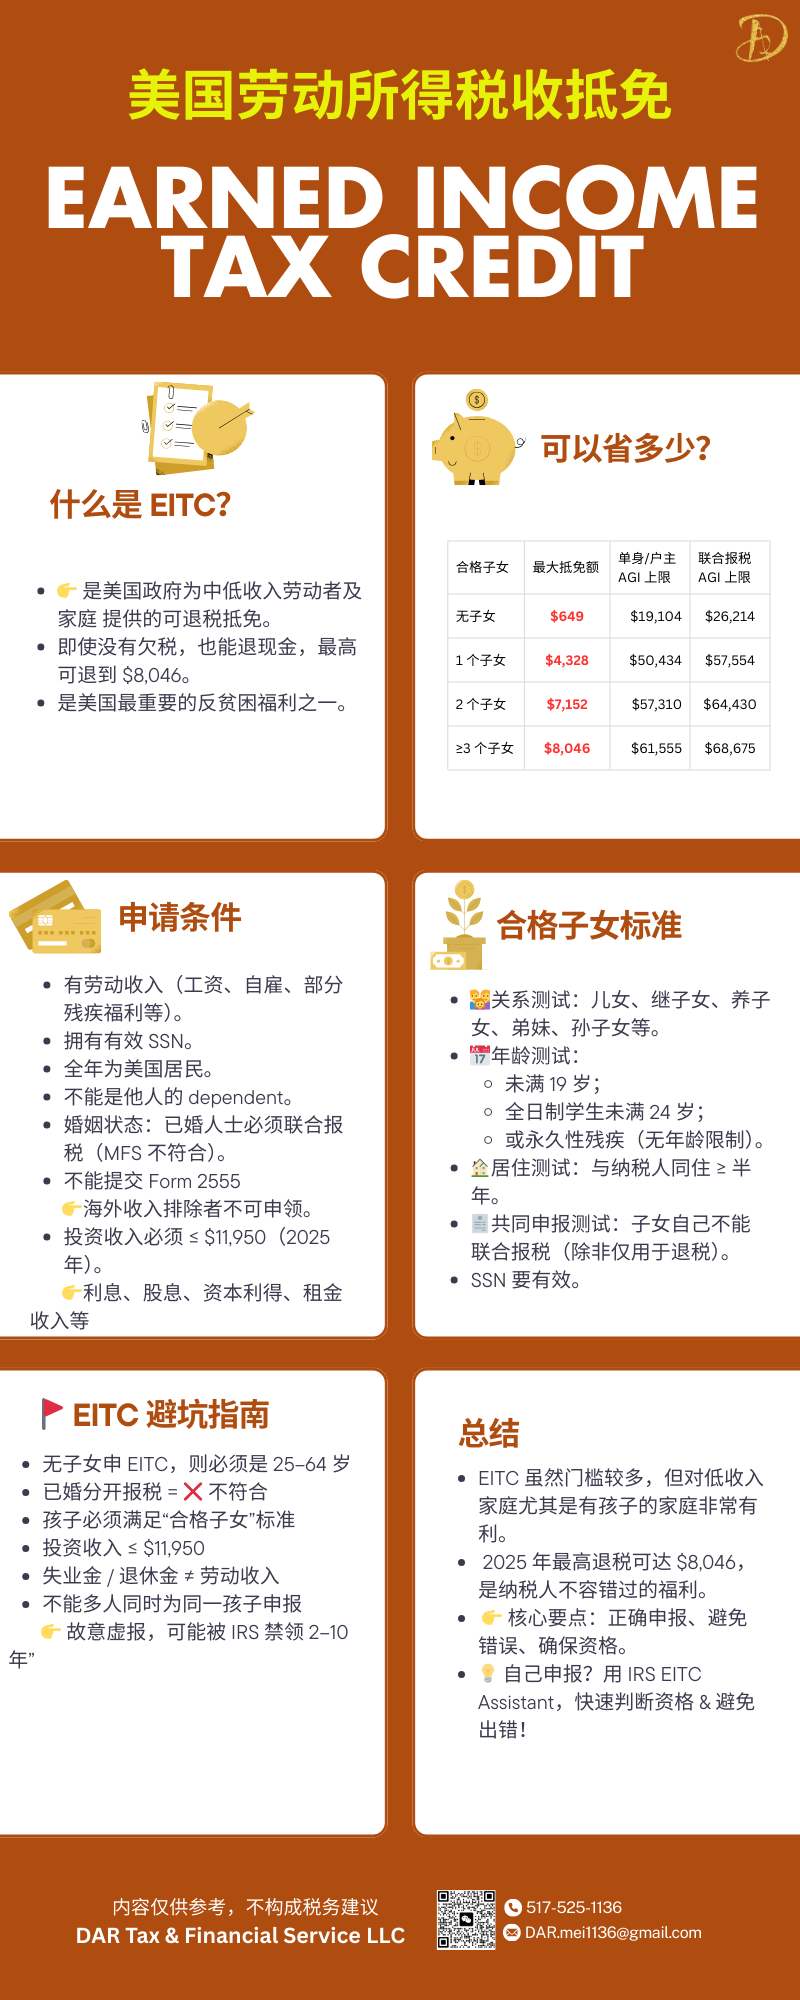 美国劳动所得税收抵免
EARNED INCOME
TAX CREDIT
什么是 EITC?
👉 是美国政府为中低收入劳动者及
家庭 提供的可退税抵免。
即使没有欠税，也能退现金，最高
可退到 $8,046。
是美国最重要的反贫困福利之一。
可以省多少?
合格子女 最大抵免额 单身/户主 AGI 上限 联合报税 AGI 上限
无子女 $649 $19,104 $26,214
1 个子女 $4,328 $50,434 $57,554
2 个子女 $7,152 $57,310 $64,430
≥3 个子女 $8,046 $61,555 $68,675
申请条件
有劳动收入（工资、自雇、部分
残疾福利等）。
拥有有效 SSN。
全年为美国居民。
不能是他人的 dependent。
婚姻状态：已婚人士必须联合报
税（MFS 不符合）。
不能提交 Form 2555
👉海外收入排除者不可申领。
投资收入必须 ≤ $11,950（2025
年）。
👉利息、股息、资本利得、租金
收入等
合格子女标准
👨‍👩‍👧关系测试：儿女、继子女、养子
女、弟妹、孙子女等。
📅年龄测试：
未满 19 岁；
全日制学生未满 24 岁；
或永久性残疾（无年龄限制）。
🏠居住测试：与纳税人同住 ≥ 半
年。
🧾共同申报测试：子女自己不能
联合报税（除非仅用于退税）。
SSN 要有效。
🚩 EITC 避坑指南
无子女申 EITC，则必须是 25–64 岁
已婚分开报税 = ❌ 不符合
孩子必须满足“合格子女”标准
投资收入 ≤ $11,950
失业金 / 退休金 ≠ 劳动收入
不能多人同时为同一孩子申报
👉 故意虚报，可能被 IRS 禁领 2–10
年”
总结
EITC 虽然门槛较多，但对低收入
家庭尤其是有孩子的家庭非常有
利。
2025 年最高退税可达 $8,046，
是纳税人不容错过的福利。
👉 核心要点：正确申报、避免
错误、确保资格。
💡 自己申报？用 IRS EITC
Assistant，快速判断资格 & 避免
出错！
内容仅供参考，不构成税务建议
DAR Tax & Financial Service LLC
517-525-1136
DAR.mei1136@gmail.com